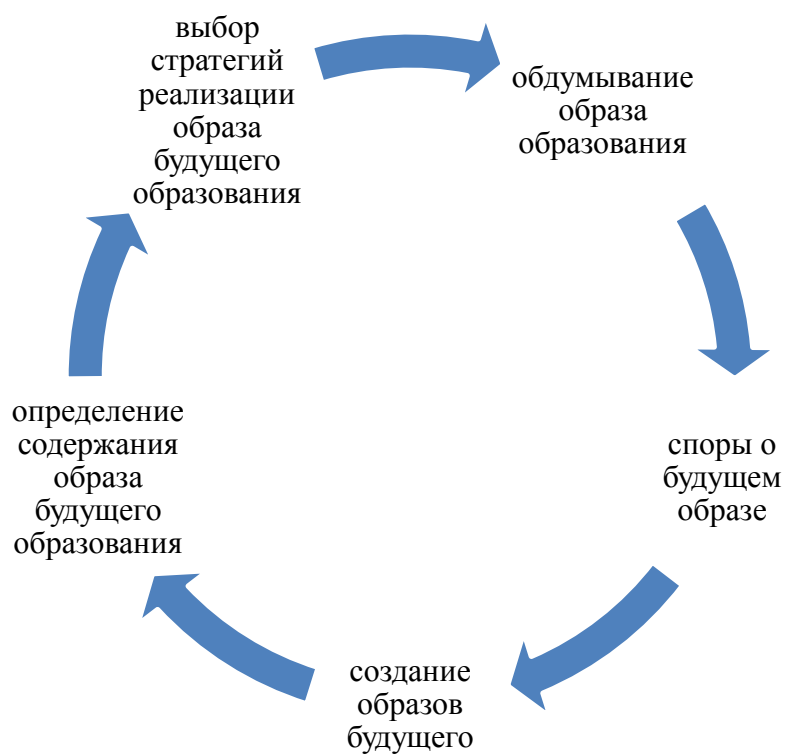 выбор
стратегий
реализации
образа
будущего
образования
обдумывание
образа
образования
споры о
будущем
образе
создание
образов
будущего
определение
содержания
образа
будущего
образования